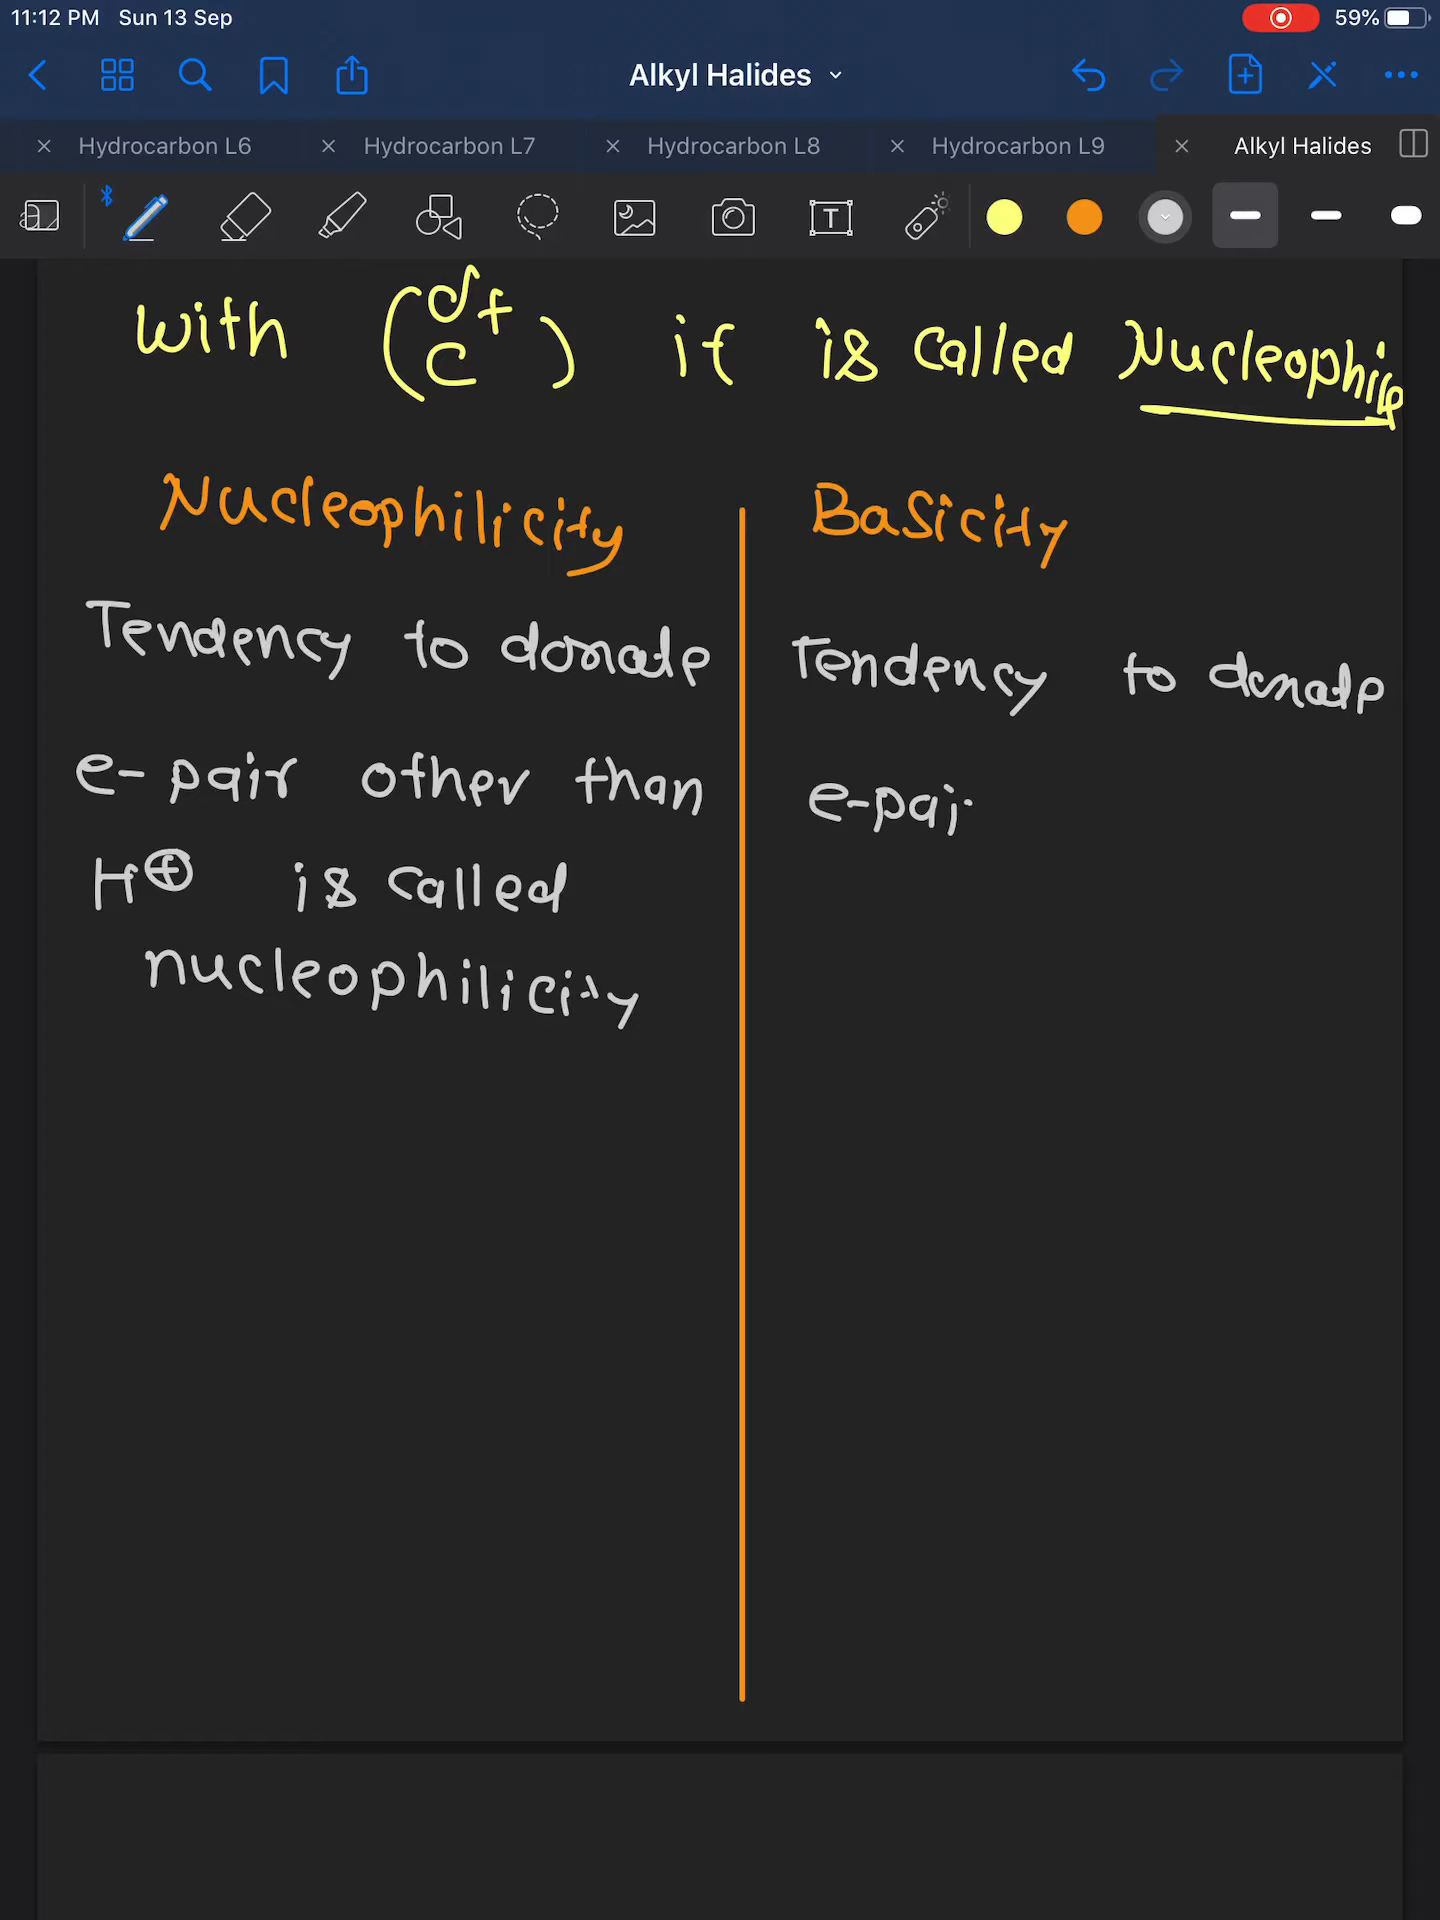 11:12 PM Sun 13 Sep 59%
Alkyl Halides
Hydrocarbon L6 Hydrocarbon L7 Hydrocarbon L8 Hydrocarbon L9 Alkyl Halides
a T
with (δ+ C) it is called Nucleophile
Nucleophilicity
Tendency to donate
e- pair other than
H⊕ is called
nucleophilicity
Basicity
Tendency to donate
e-pair